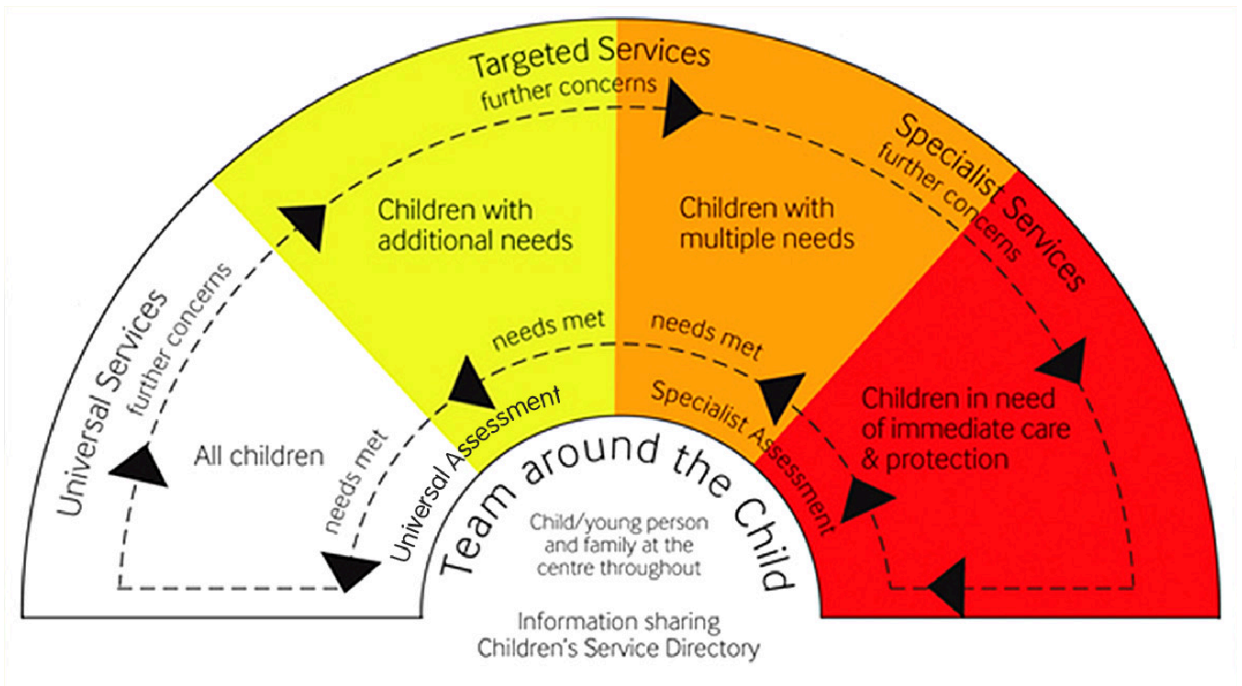 Targeted Services
further concerns
Specialist Services
further concerns
Universal Services
further concerns
Children with
additional needs
Children with
multiple needs
All children
Children in need
of immediate care
& protection
needs met
needs met
needs met
Universal Assessment
Specialist Assessment
Team around the Child
Child/young person
and family at the
centre throughout
Information sharing
Children's Service Directory